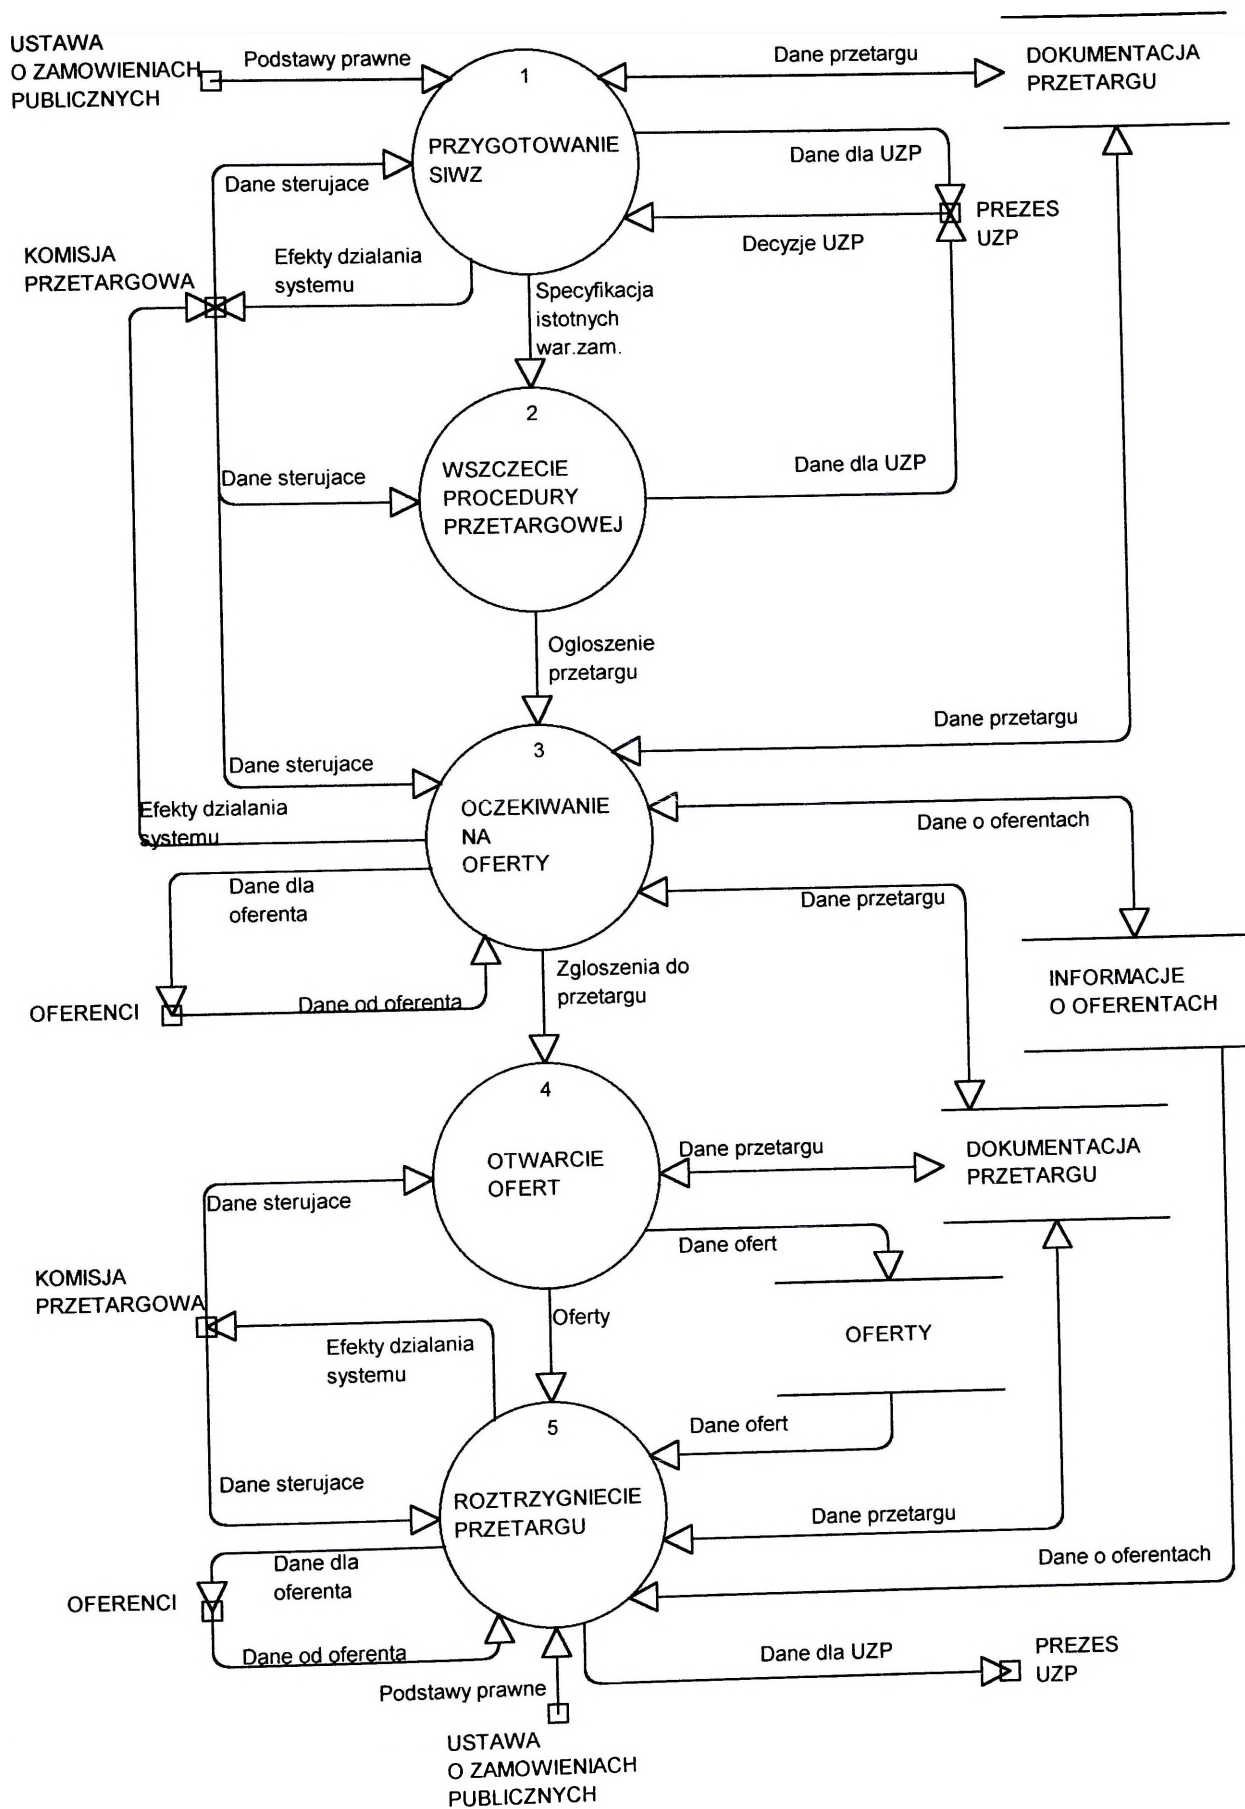 USTAWA
O ZAMOWIENIACH
PUBLICZNYCH
Podstawy prawne
1
PRZYGOTOWANIE
SIWZ
Dane przetargu
DOKUMENTACJA
PRZETARGU
Dane dla UZP
Dane sterujace
PREZES
UZP
Decyzje UZP
KOMISJA
PRZETARGOWA
Efekty dzialania
systemu
Specyfikacja
istotnych
war.zam.
2
WSZCZECIE
PROCEDURY
PRZETARGOWEJ
Dane sterujace
Dane dla UZP
Ogloszenie
przetargu
Dane przetargu
3
OCZEKIWANIE
NA
OFERTY
Dane sterujace
Efekty dzialania
systemu
Dane o oferentach
Dane dla
oferenta
Dane przetargu
Zgloszenia do
przetargu
INFORMACJE
O OFERENTACH
OFERENCI
Dane od oferenta
4
OTWARCIE
OFERT
Dane przetargu
DOKUMENTACJA
PRZETARGU
Dane sterujace
Dane ofert
KOMISJA
PRZETARGOWA
Oferty
OFERTY
Efekty dzialania
systemu
5
ROZTRZYGNIECIE
PRZETARGU
Dane ofert
Dane sterujace
Dane przetargu
Dane o oferentach
Dane dla
oferenta
OFERENCI
Dane od oferenta
Dane dla UZP
PREZES
UZP
Podstawy prawne
USTAWA
O ZAMOWIENIACH
PUBLICZNYCH